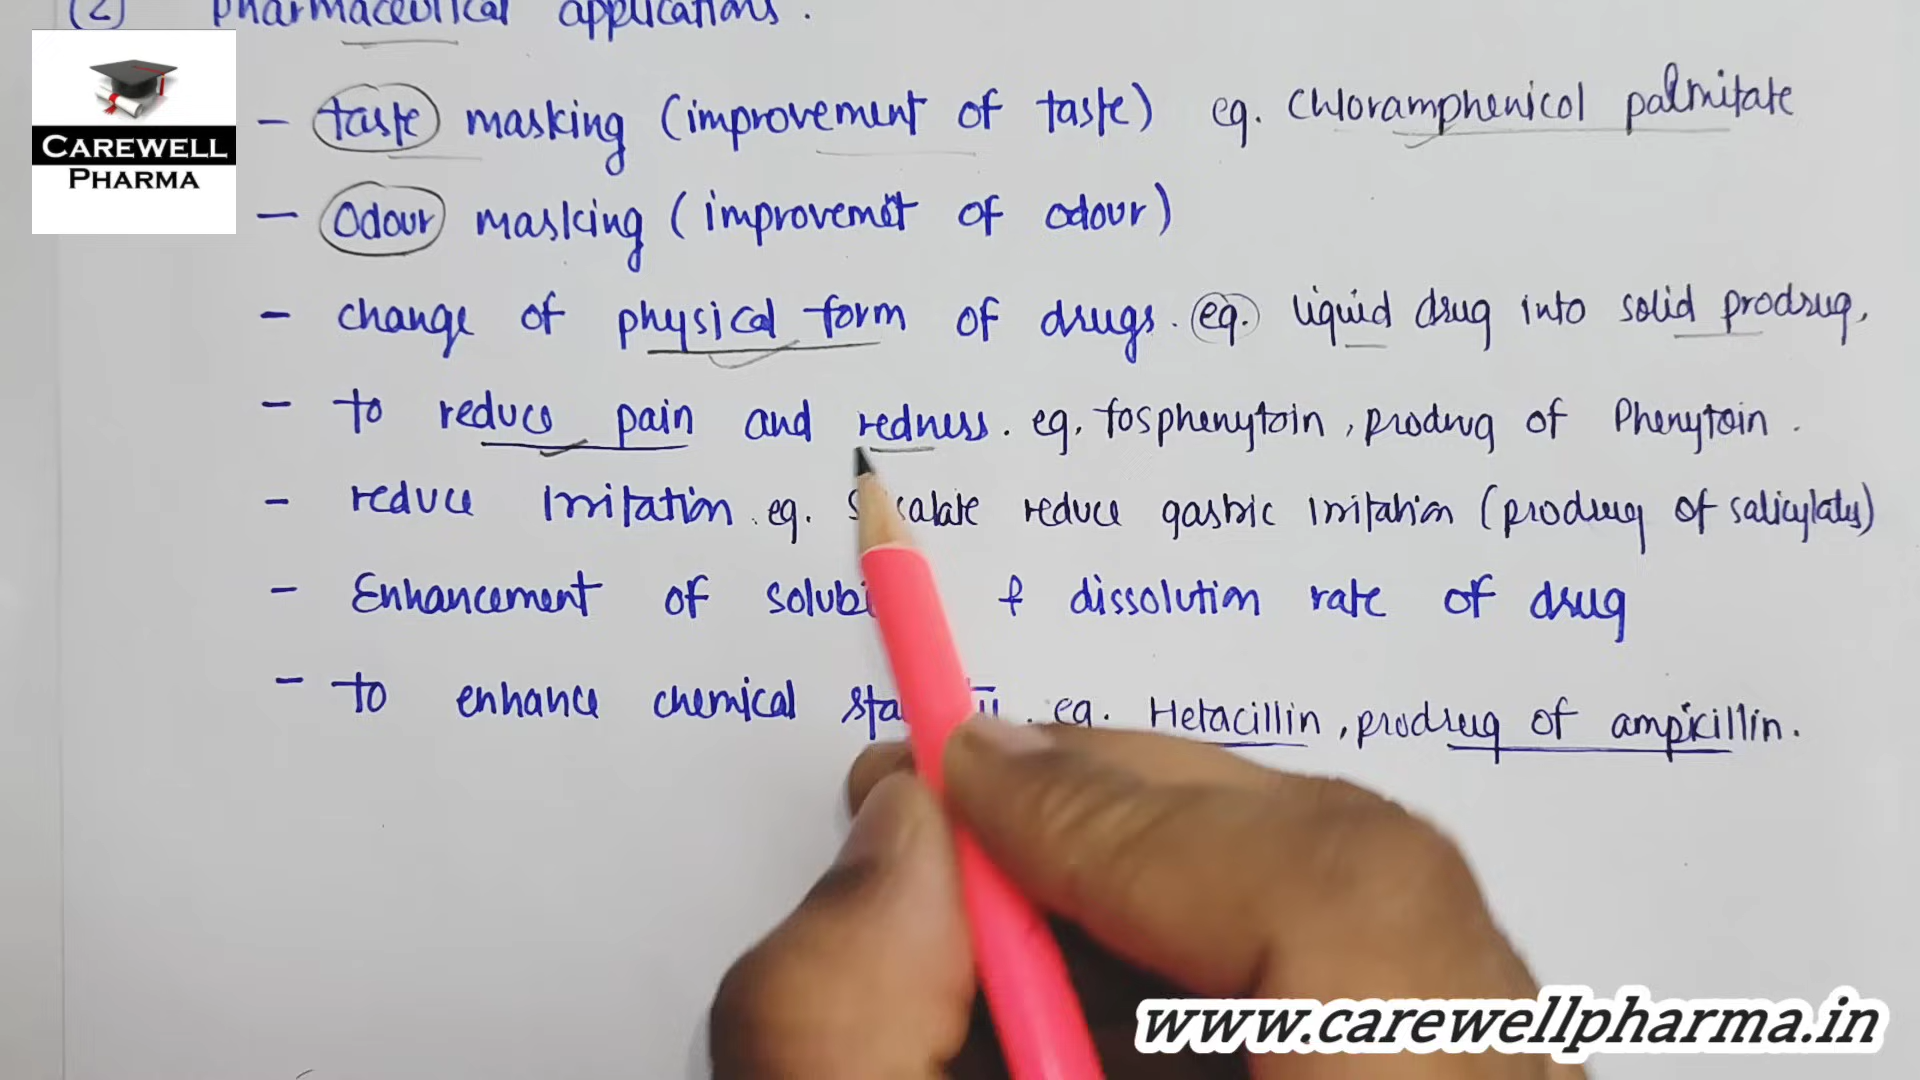 (2) Pharmaceutical applications.
CAREWELL
PHARMA
- taste masking (improvement of taste) eg. Chloramphenicol palmitate
- Odour masking (improvemēt of odour)
- change of physical form of drugs. eg. liquid drug into solid prodrug,
- to reduce pain and redness. eg. fosphenytoin, prodrug of Phenytoin.
- reduce Irritation. eg. reduce gastric irritation (prodrug of salicylates)
- Enhancement of & dissolution rate of drug
- to enhance chemical eg. Hetacillin, prodrug of ampicillin.
www.carewellpharma.in